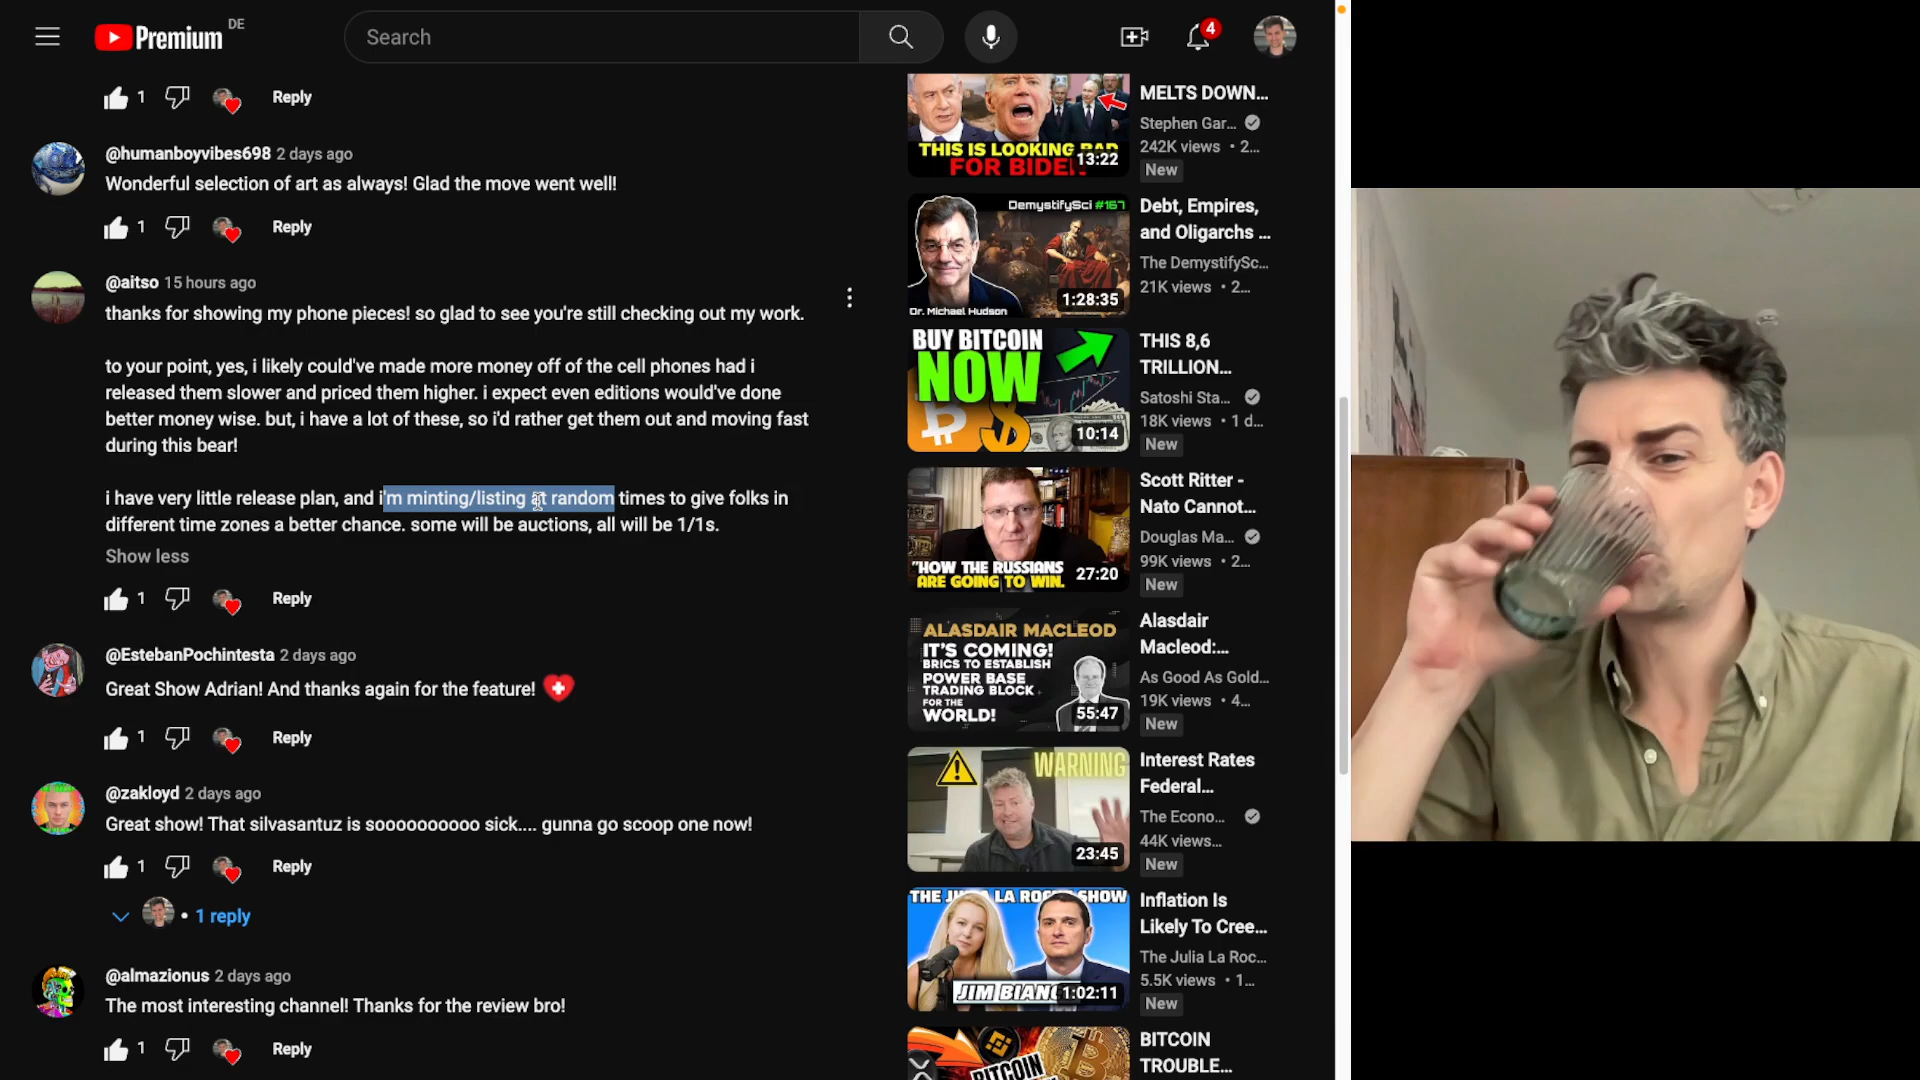 Premium DE
Search
4
1 Reply
@humanboyvibes698 2 days ago
Wonderful selection of art as always! Glad the move went well!
1 Reply
@aitso 15 hours ago
thanks for showing my phone pieces! so glad to see you're still checking out my work.
to your point, yes, i likely could've made more money off of the cell phones had i
released them slower and priced them higher. i expect even editions would've done
better money wise. but, i have a lot of these, so i'd rather get them out and moving fast
during this bear!
i have very little release plan, and i'm minting/listing at random times to give folks in
different time zones a better chance. some will be auctions, all will be 1/1s.
Show less
1 Reply
@EstebanPochintesta 2 days ago
Great Show Adrian! And thanks again for the feature!
1 Reply
@zakloyd 2 days ago
Great show! That silvasantuz is soooooooooo sick.... gunna go scoop one now!
1 Reply
1 reply
@almazionus 2 days ago
The most interesting channel! Thanks for the review bro!
1 Reply
THIS IS LOOKING BAD
FOR BIDEN
13:22
MELTS DOWN...
Stephen Gar...
242K views • 2...
New
DemystifySci #167
Dr. Michael Hudson
1:28:35
Debt, Empires,
and Oligarchs ...
The DemystifySc...
21K views • 2...
BUY BITCOIN
NOW
10:14
THIS 8,6
TRILLION...
Satoshi Sta...
18K views • 1 d...
New
"HOW THE RUSSIANS
ARE GOING TO WIN.
27:20
Scott Ritter -
Nato Cannot...
Douglas Ma...
99K views • 2...
New
ALASDAIR MACLEOD
IT'S COMING!
BRICS TO ESTABLISH
POWER BASE
TRADING BLOCK
FOR THE
WORLD!
55:47
Alasdair
Macleod:...
As Good As Gold...
19K views • 4...
New
WARNING
23:45
Interest Rates
Federal...
The Econo...
44K views...
New
SHOW
1:02:11
Inflation Is
Likely To Cree...
The Julia La Roc...
5.5K views • 1...
New
BITCOIN
BITCOIN
TROUBLE...